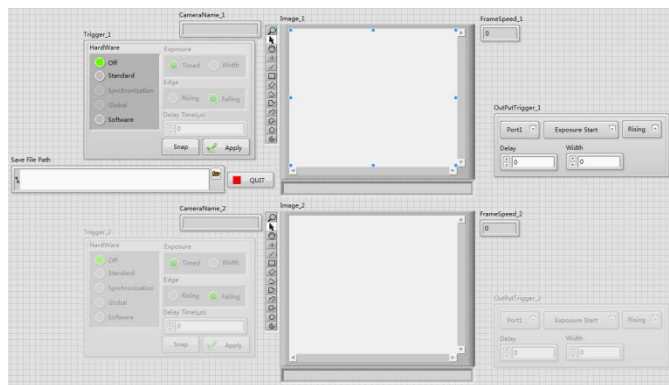 CameraName_1
Image_1
FrameSpeed_1
0
Trigger_1
HardWare
Off
Standard
Synchronization
Global
Software
Exposure
Timed Width
Edge
Rising Falling
Delay Time(μs)
0
Snap Apply
OutPutTrigger_1
Port1 Exposure Start Rising
Delay Width
0 0
Save File Path
QUIT
CameraName_2
Image_2
FrameSpeed_2
0
Trigger_2
HardWare
Off
Standard
Synchronization
Global
Software
Exposure
Timed Width
Edge
Rising Falling
Delay Time(μs)
0
Snap Apply
OutPutTrigger_2
Port1 Exposure Start Rising
Delay Width
0 0